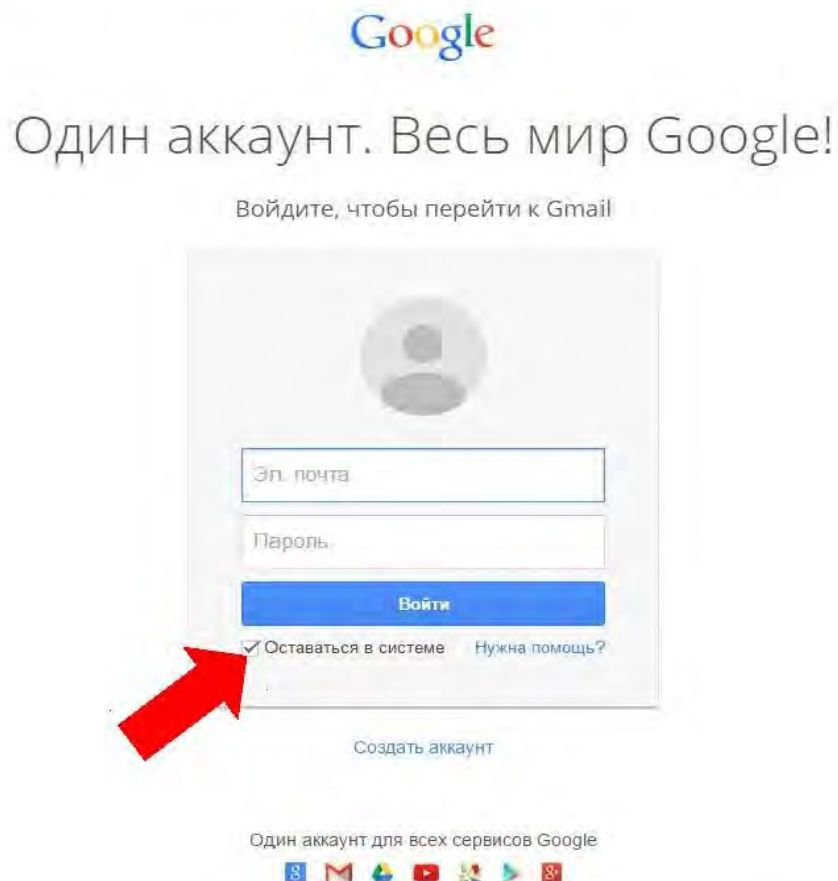 Google
Один аккаунт. Весь мир Google!
Войдите, чтобы перейти к Gmail
Эл. почта
Пароль
Войти
Оставаться в системе Нужна помощь?
Создать аккаунт
Один аккаунт для всех сервисов Google